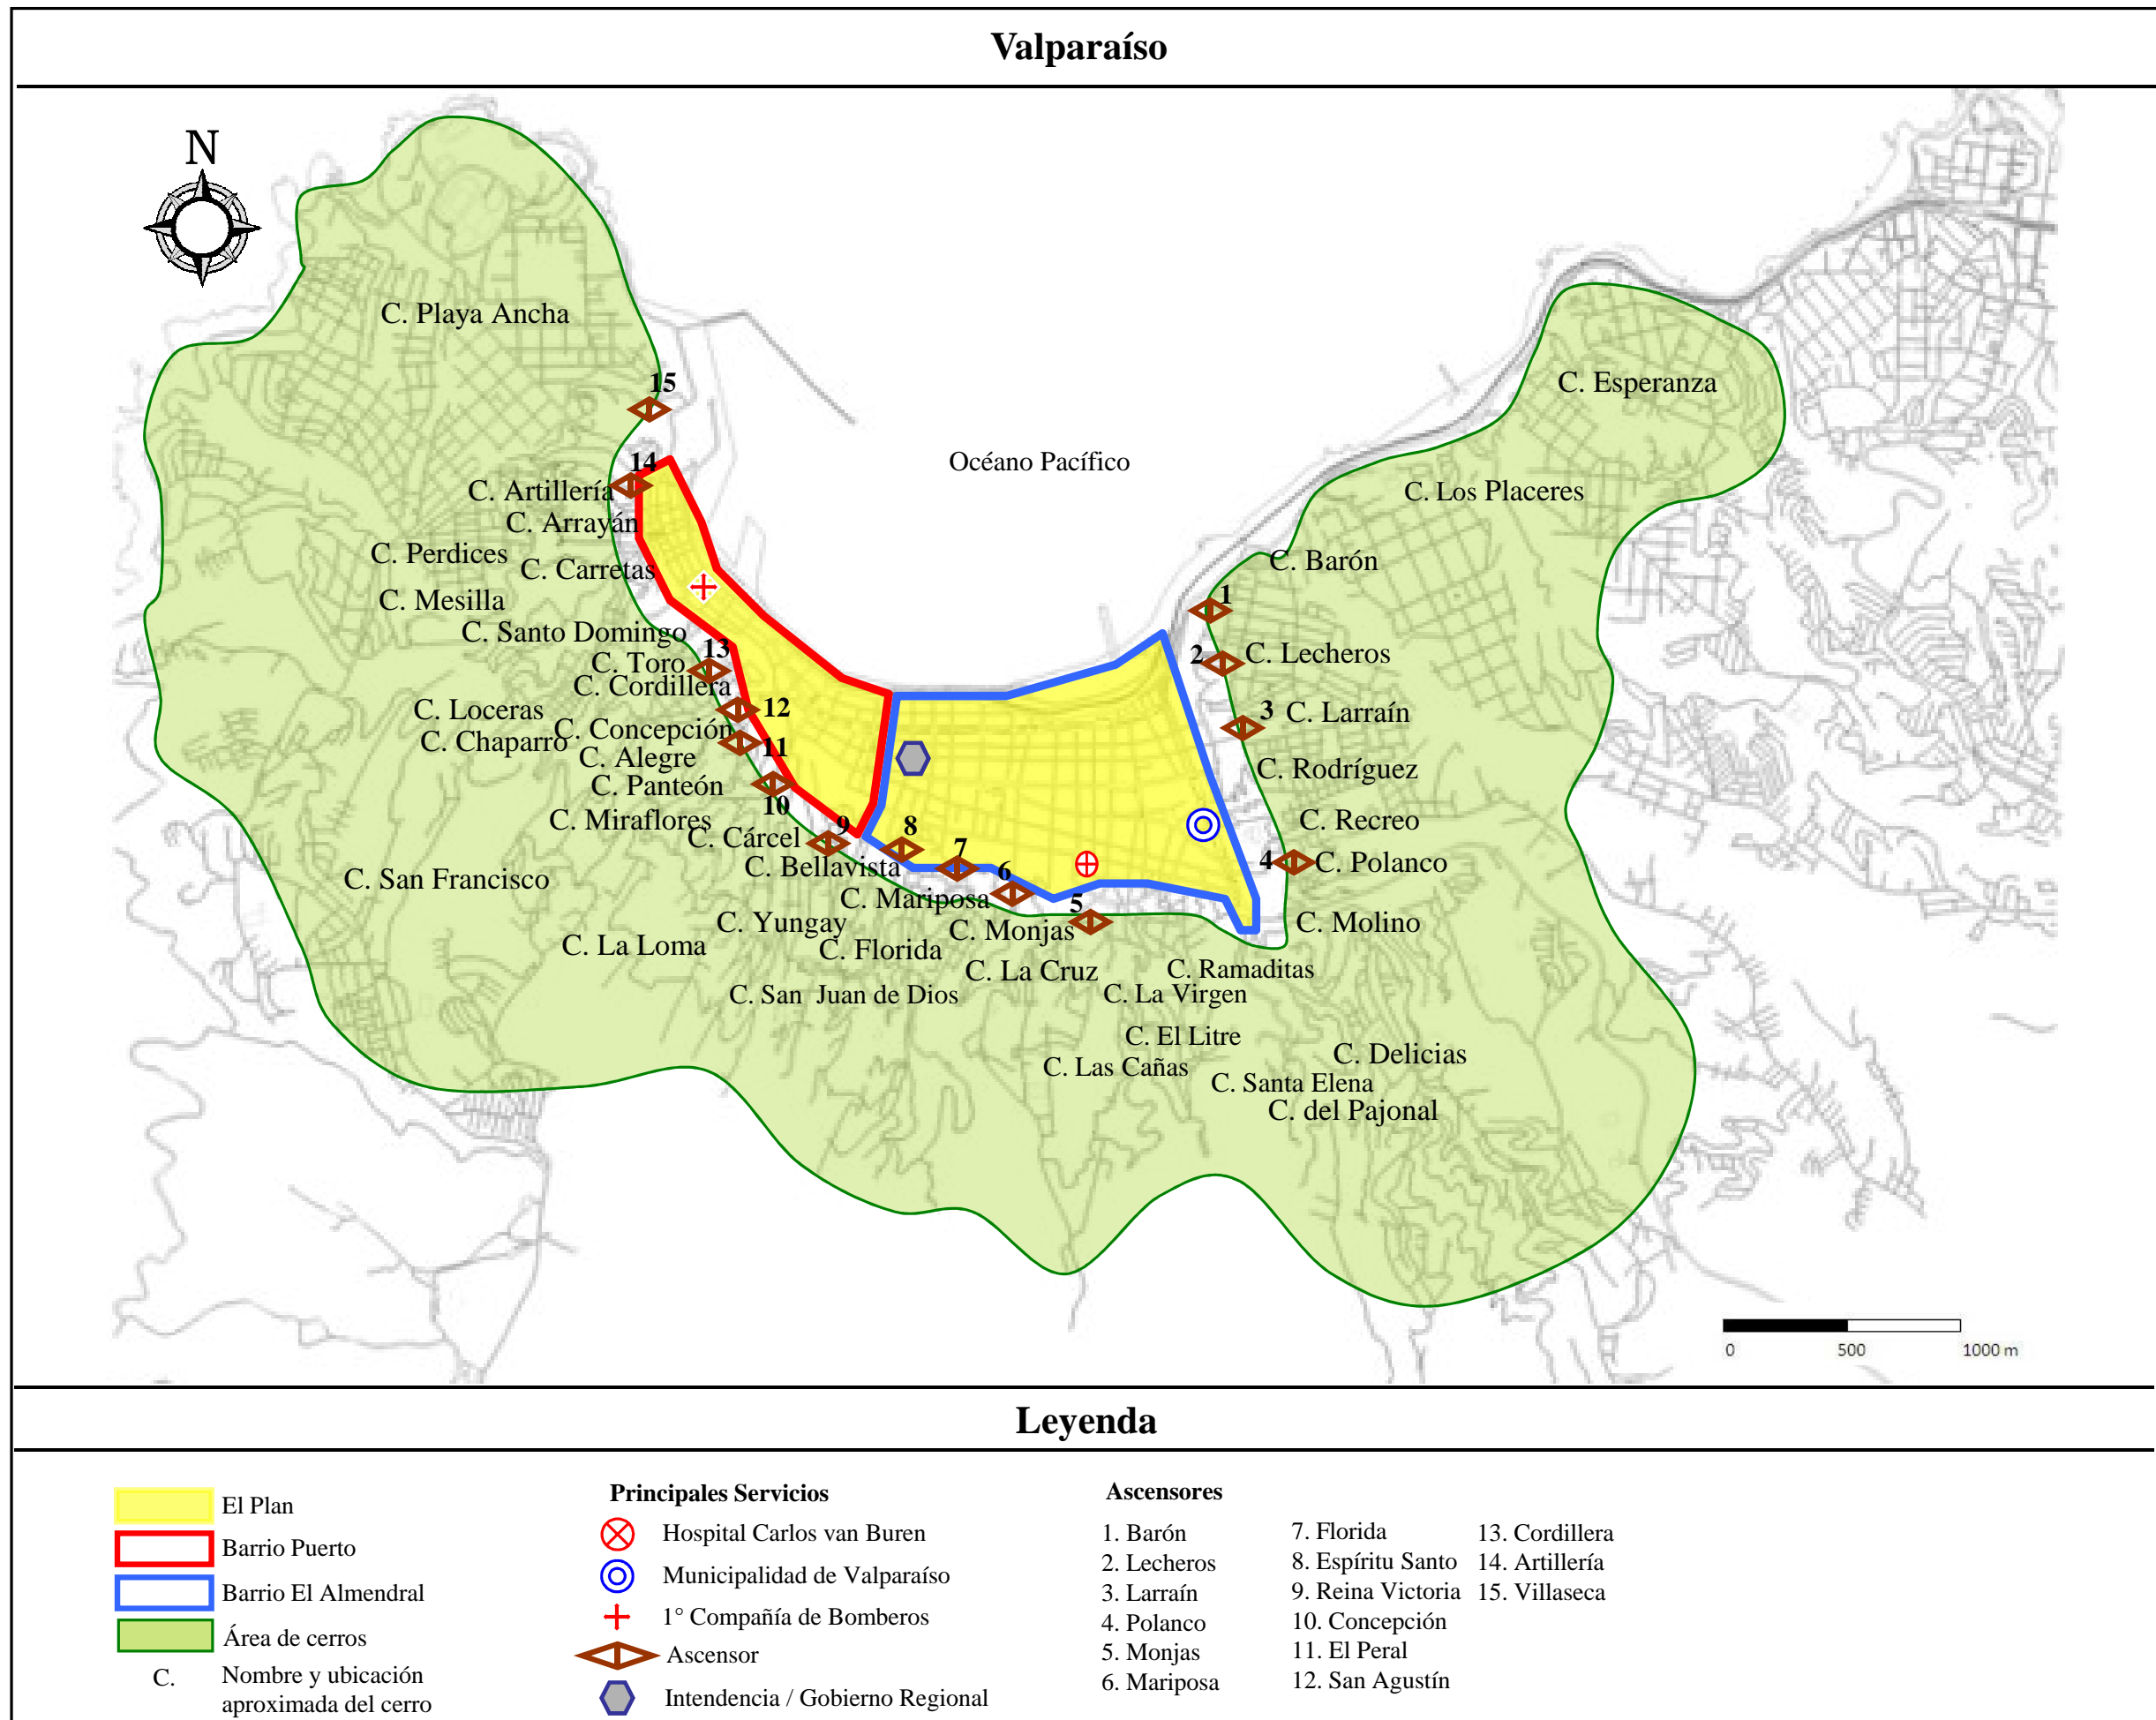 Valparaíso
N
C. Playa Ancha
C. Esperanza
15
Océano Pacífico
14
C. Artillería
C. Los Placeres
C. Arrayán
C. Perdices
C. Barón
C. Carretas
1
C. Mesilla
C. Santo Domingo
13
2
C. Lecheros
C. Toro
C. Cordillera
C. Loceras
12
3
C. Larraín
C. Concepción
C. Chaparro
11
C. Alegre
C. Rodríguez
C. Panteón
10
C. Miraflores
C. Recreo
9
8
C. Cárcel
7
C. Bellavista
6
4
C. Polanco
C. San Francisco
C. Mariposa
5
C. Yungay
C. Monjas
C. Molino
C. La Loma
C. Florida
C. La Cruz
C. Ramaditas
C. San Juan de Dios
C. La Virgen
C. El Litre
C. Delicias
C. Las Cañas
C. Santa Elena
C. del Pajonal
0 500 1000 m
Leyenda
El Plan
Barrio Puerto
Barrio El Almendral
Área de cerros
C. Nombre y ubicación
aproximada del cerro
Principales Servicios
Hospital Carlos van Buren
Municipalidad de Valparaíso
1° Compañía de Bomberos
Ascensor
Intendencia / Gobierno Regional
Ascensores
1. Barón
2. Lecheros
3. Larraín
4. Polanco
5. Monjas
6. Mariposa
7. Florida
8. Espíritu Santo
9. Reina Victoria
10. Concepción
11. El Peral
12. San Agustín
13. Cordillera
14. Artillería
15. Villaseca